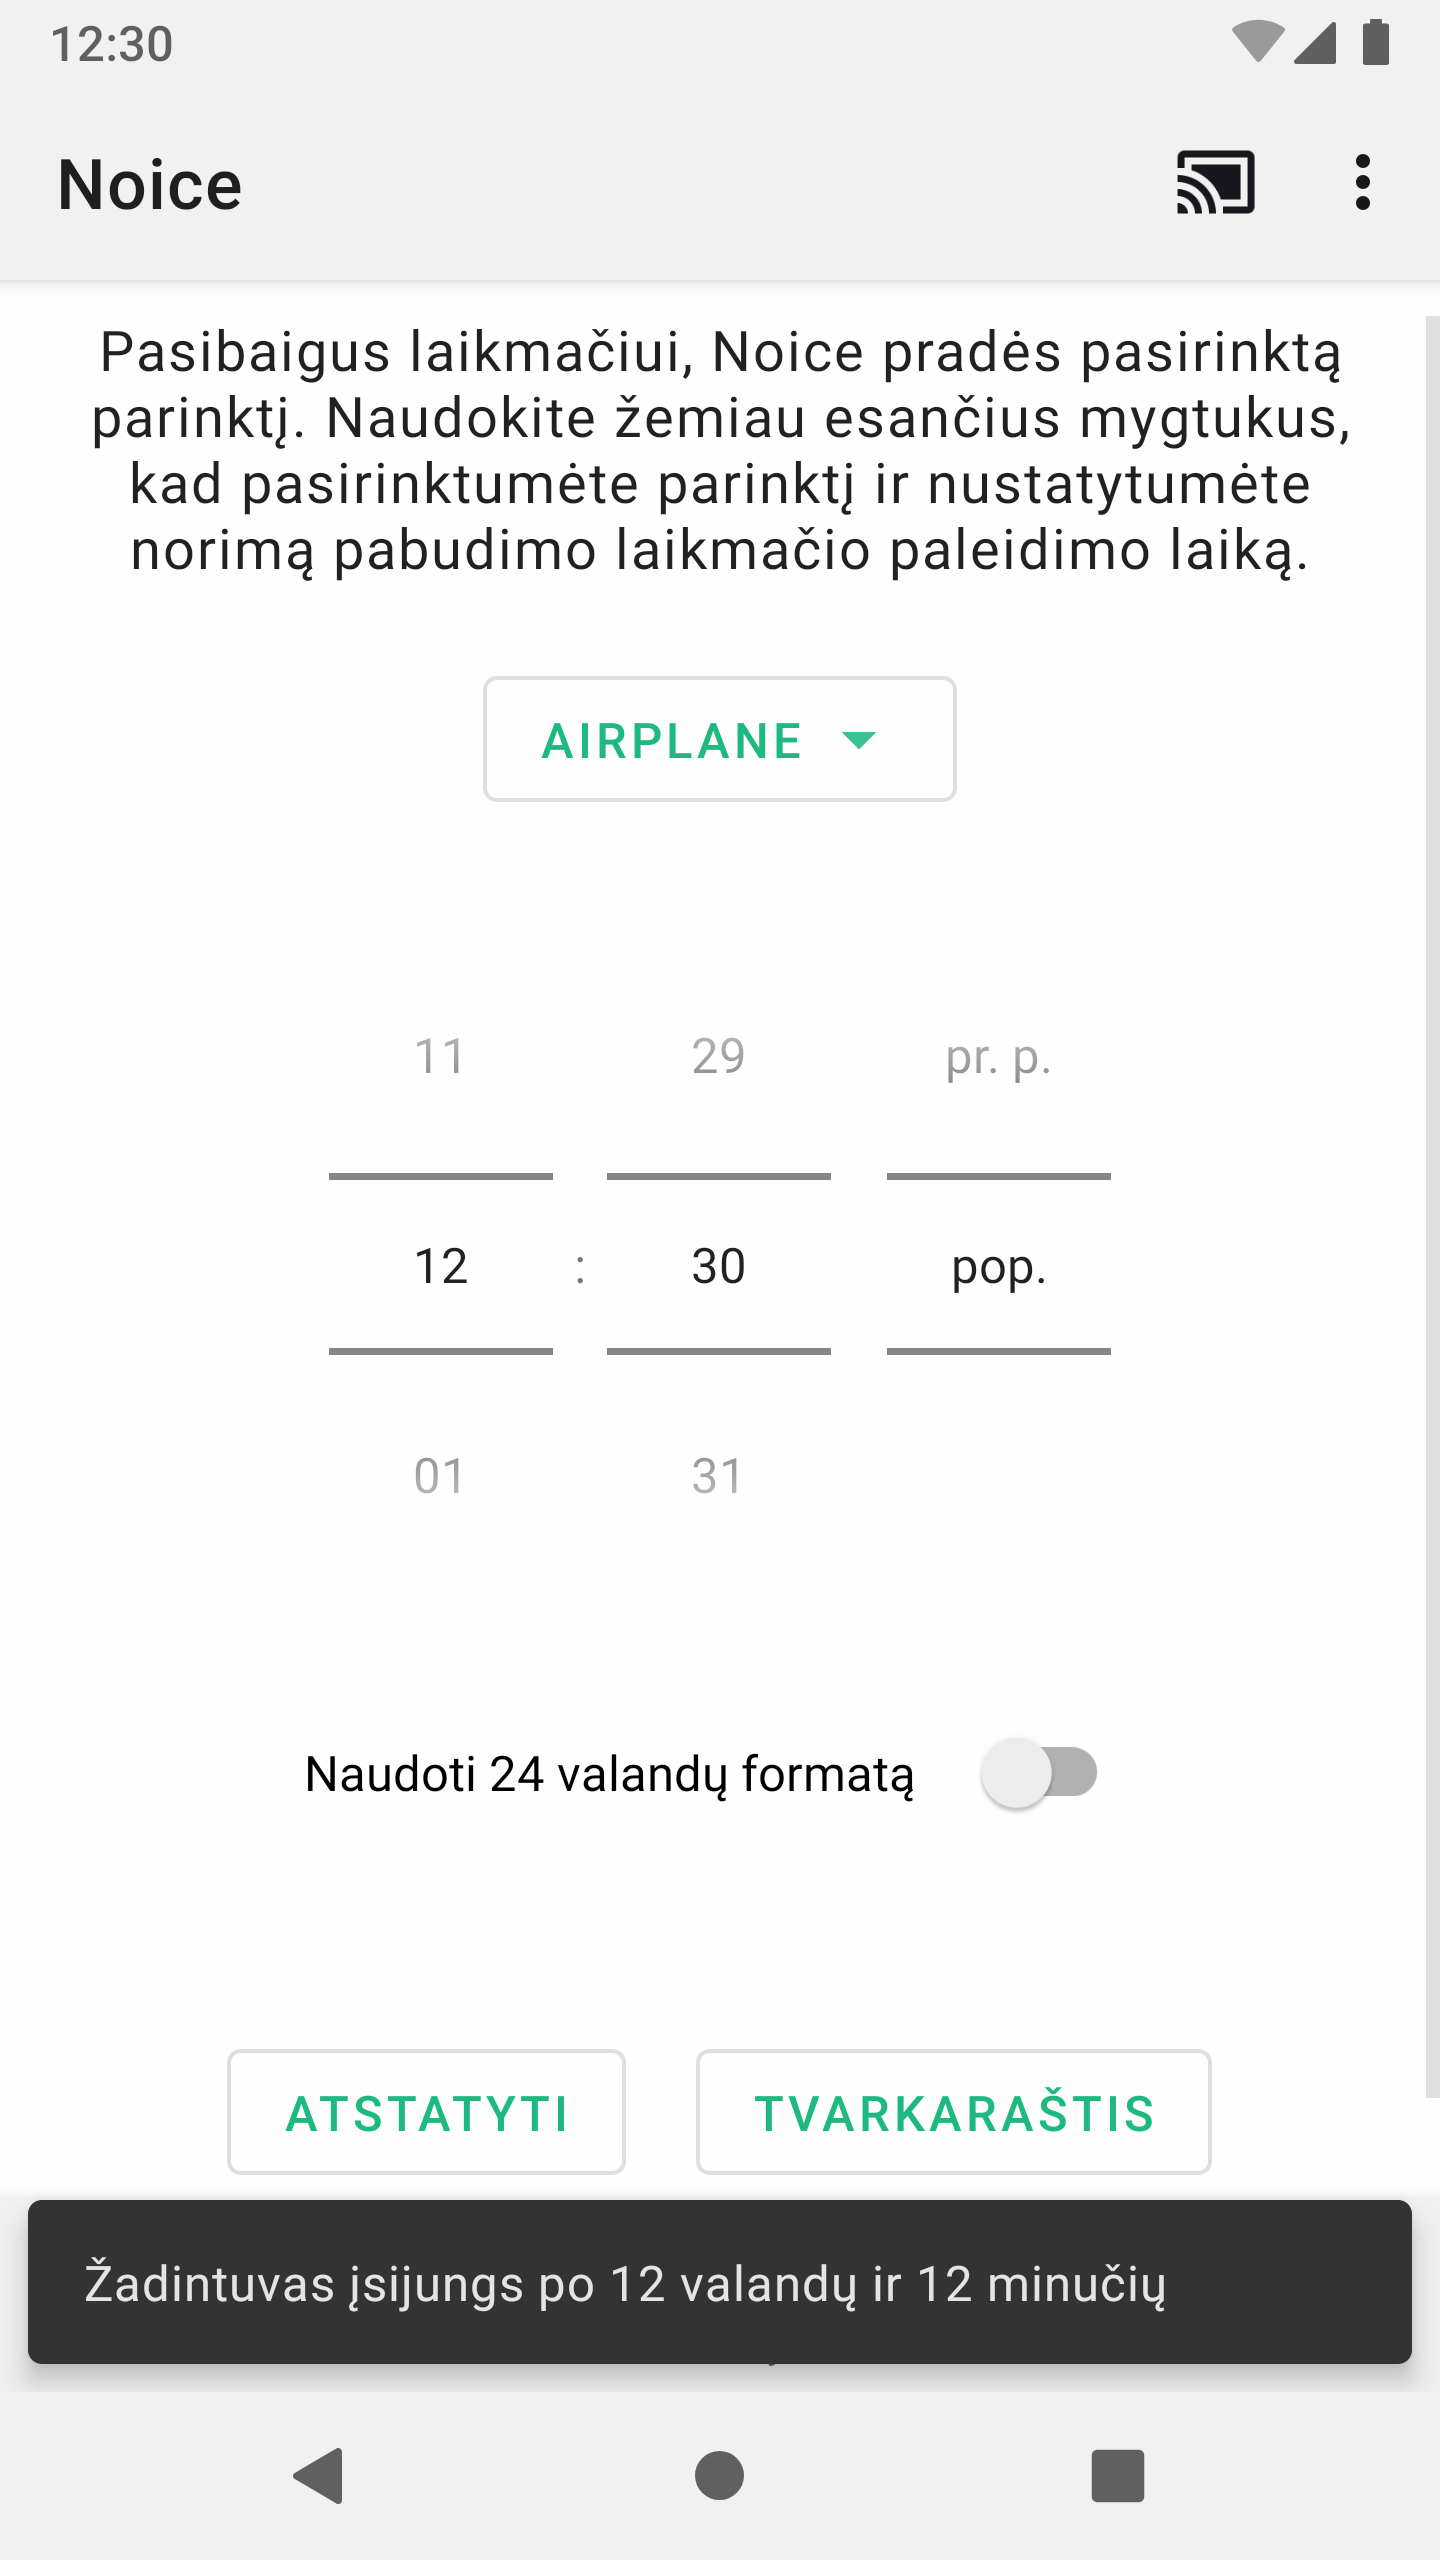 12:30
Noice
Pasibaigus laikmačiui, Noice pradės pasirinktą
parinktį. Naudokite žemiau esančius mygtukus,
kad pasirinktumėte parinktį ir nustatytumėte
norimą pabudimo laikmačio paleidimo laiką.
AIRPLANE
11 29 pr. p.
12 : 30 pop.
01 31
Naudoti 24 valandų formatą
ATSTATYTI TVARKARAŠTIS
Žadintuvas įsijungs po 12 valandų ir 12 minučių